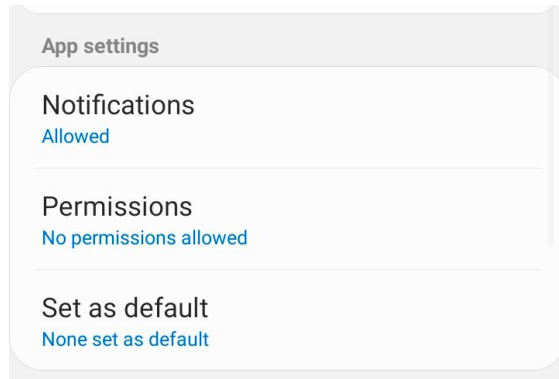 App settings
Notifications
Allowed
Permissions
No permissions allowed
Set as default
None set as default